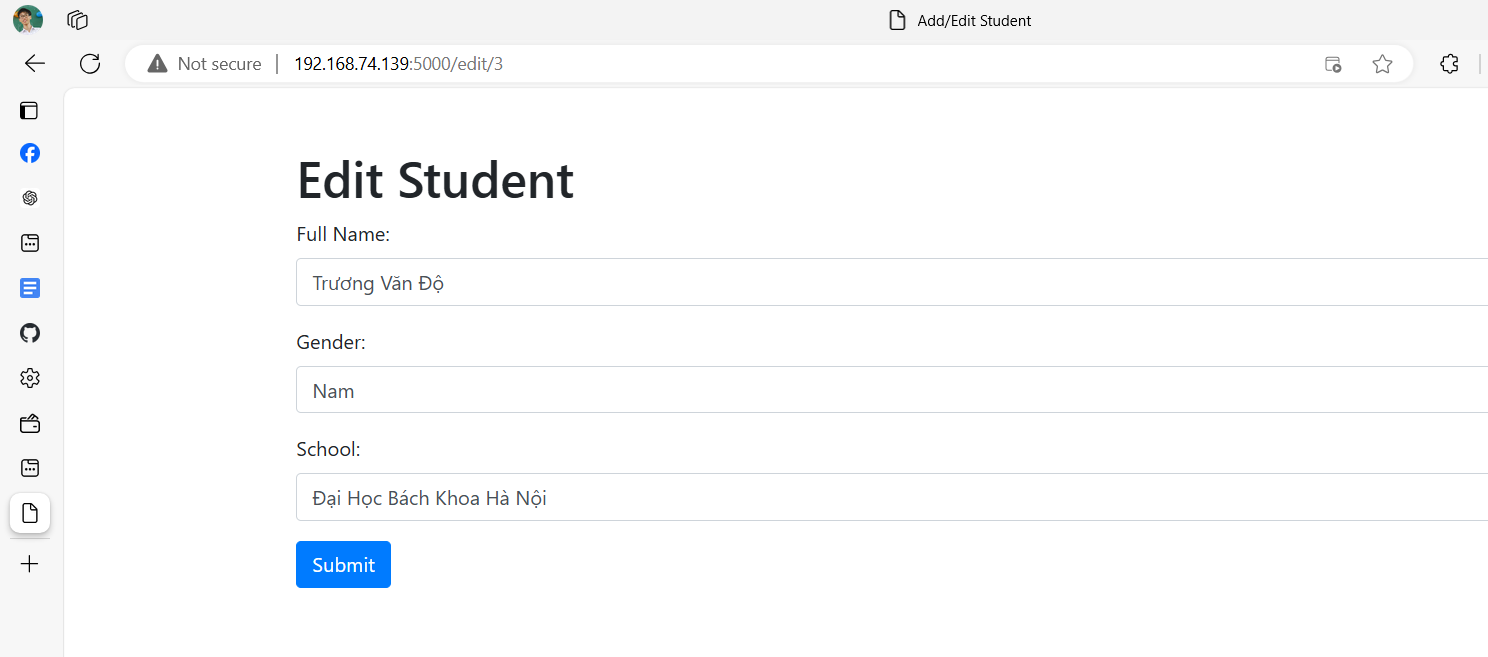 Add/Edit Student
Not secure
192.168.74.139:5000/edit/3
Edit Student
Full Name:
Trương Văn Độ
Gender:
Nam
School:
Đại Học Bách Khoa Hà Nội
Submit